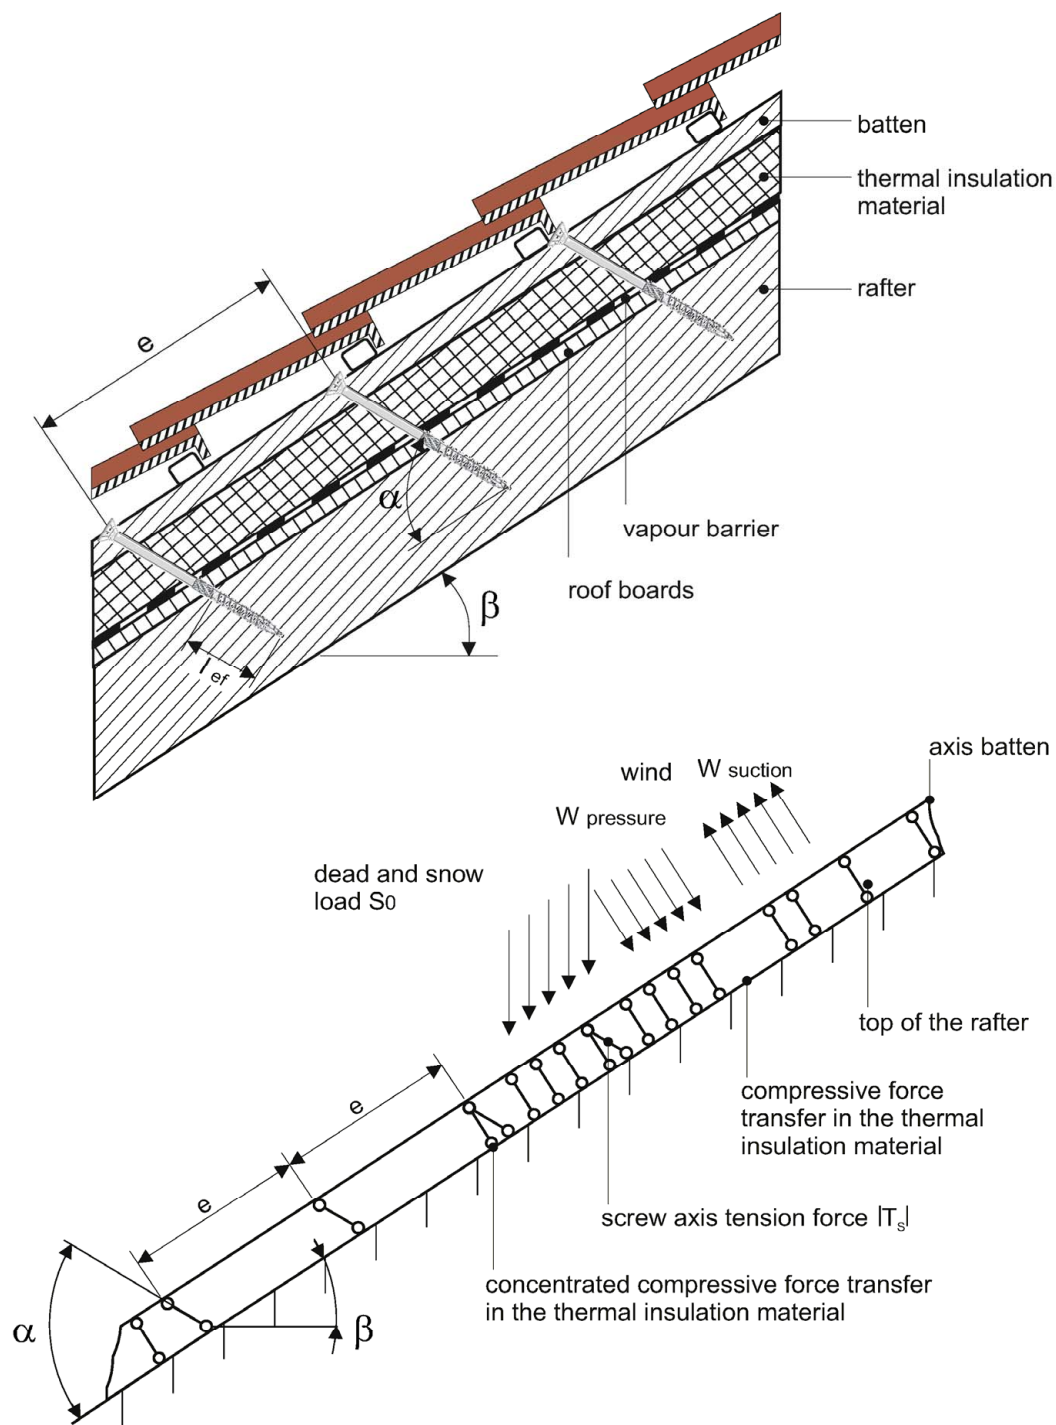 batten
thermal insulation
material
rafter
e
α
vapour barrier
roof boards
β
l ef
axis batten
wind
W suction
W pressure
dead and snow
load S0
top of the rafter
e
compressive force
transfer in the thermal
insulation material
e
screw axis tension force |Ts|
concentrated compressive force transfer
in the thermal insulation material
α
β